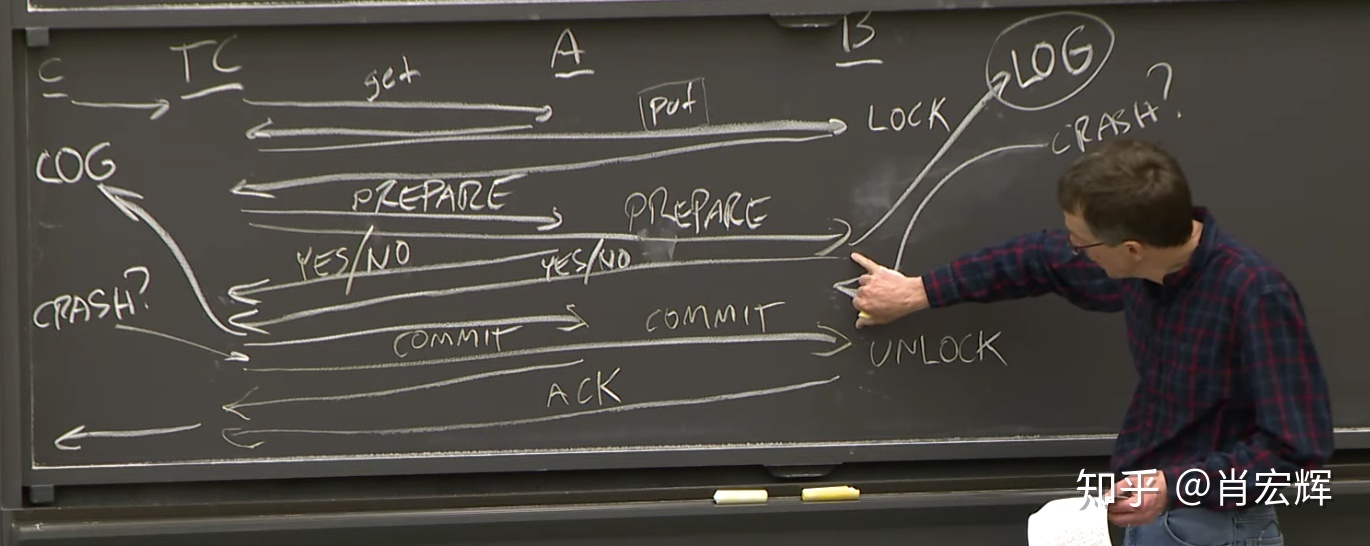 C TC A B
LOG
get
put
LOCK
CRASH?
LOG
PREPARE
PREPARE
YES/NO
YES/NO
CRASH?
COMMIT
COMMIT
UNLOCK
ACK
知乎 @肖宏辉